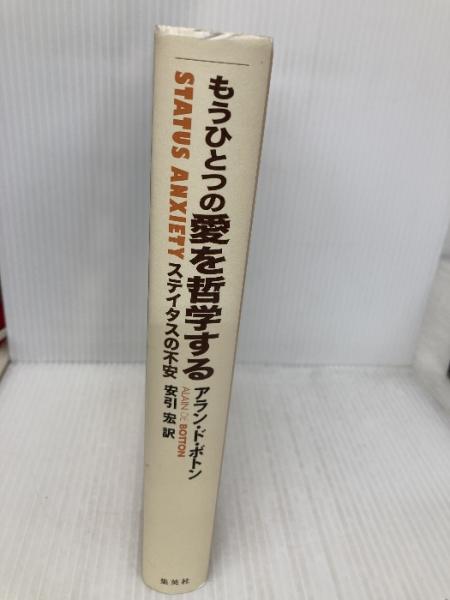 もうひとつの愛を哲学する
STATUS ANXIETY
ステイタスの不安
アラン・ド・ボトン
ALAIN DE BOTTON
安引 宏 訳
集英社